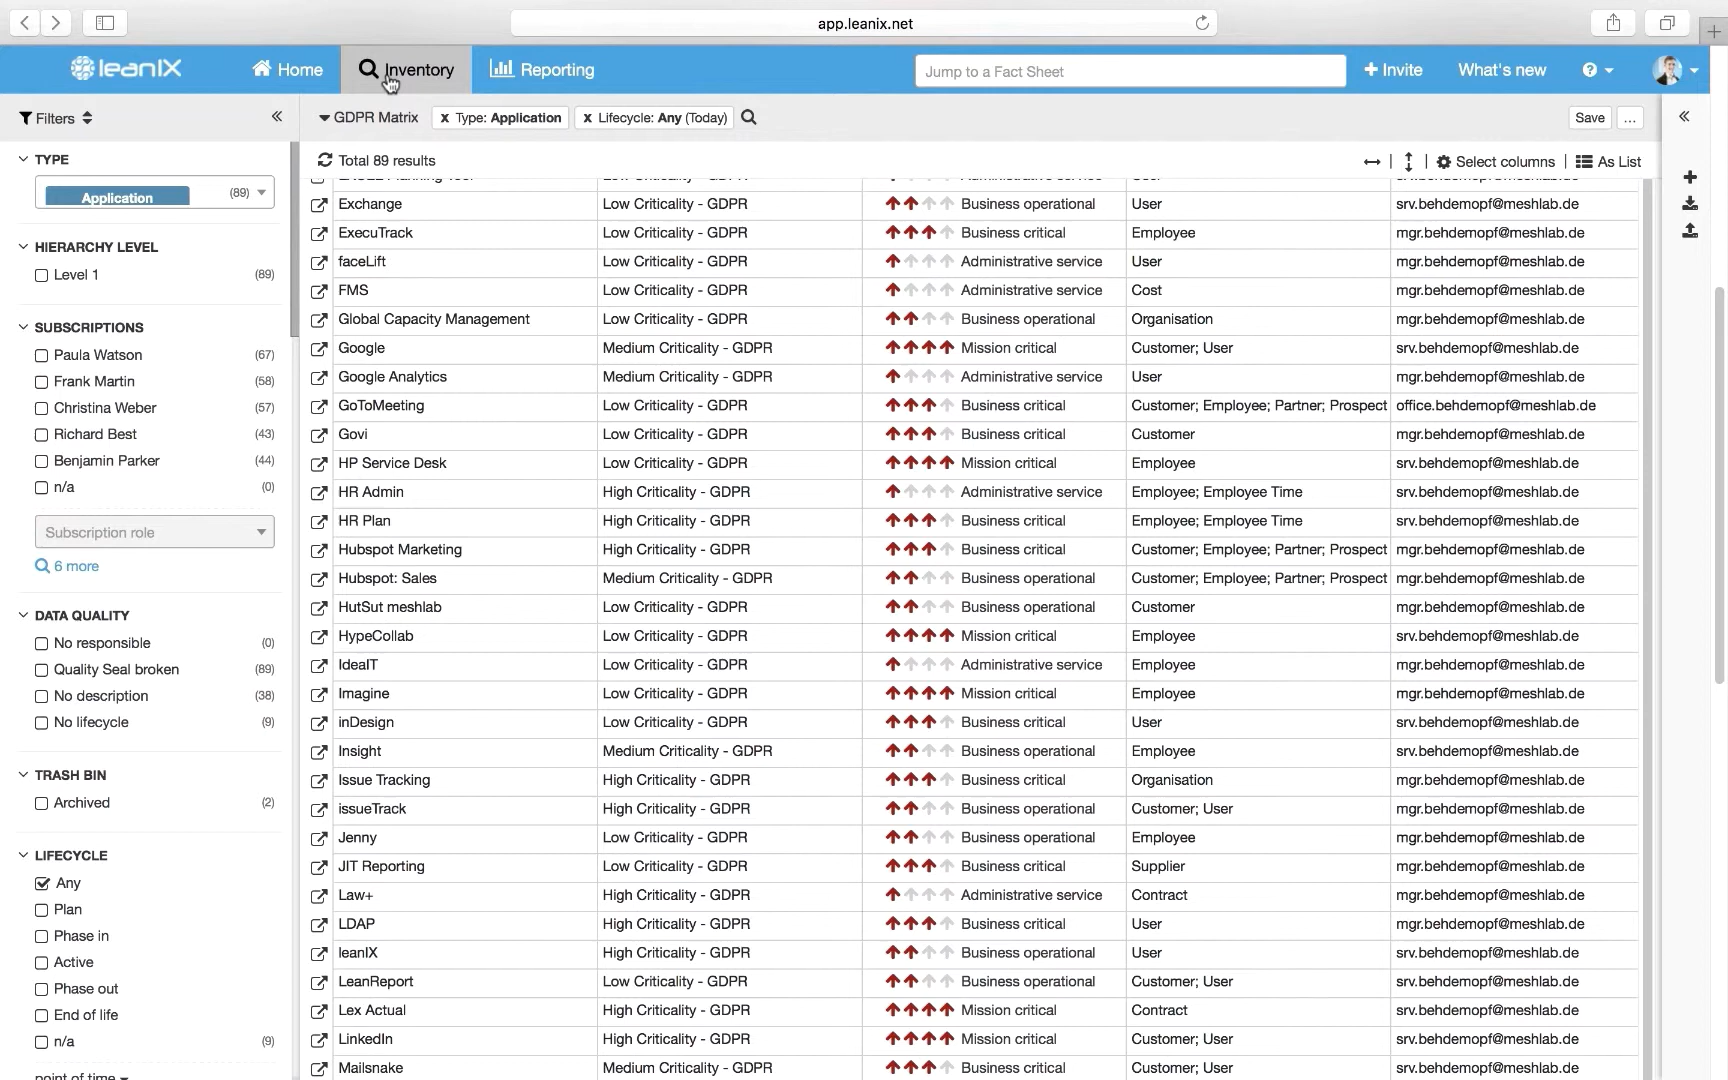 app.leanix.net
leanIX Home Inventory Reporting Jump to a Fact Sheet + Invite What's new ?
Filters « GDPR Matrix x Type: Application x Lifecycle: Any (Today) Save ... «
Total 89 results Select columns As List
TYPE
Application (89)
HIERARCHY LEVEL
Level 1 (89)
SUBSCRIPTIONS
Paula Watson (67)
Frank Martin (58)
Christina Weber (57)
Richard Best (43)
Benjamin Parker (44)
n/a (0)
Subscription role
6 more
DATA QUALITY
No responsible (0)
Quality Seal broken (89)
No description (38)
No lifecycle (9)
TRASH BIN
Archived (2)
LIFECYCLE
Any
Plan
Phase in
Active
Phase out
End of life
n/a (9)
point of time
Administrative service
Exchange Low Criticality - GDPR Business operational User srv.behdemopf@meshlab.de
ExecuTrack Low Criticality - GDPR Business critical Employee mgr.behdemopf@meshlab.de
faceLift Low Criticality - GDPR Administrative service User mgr.behdemopf@meshlab.de
FMS Low Criticality - GDPR Administrative service Cost mgr.behdemopf@meshlab.de
Global Capacity Management Low Criticality - GDPR Business operational Organisation mgr.behdemopf@meshlab.de
Google Medium Criticality - GDPR Mission critical Customer; User srv.behdemopf@meshlab.de
Google Analytics Medium Criticality - GDPR Administrative service User mgr.behdemopf@meshlab.de
GoToMeeting Low Criticality - GDPR Business critical Customer; Employee; Partner; Prospect office.behdemopf@meshlab.de
Govi Low Criticality - GDPR Business critical Customer mgr.behdemopf@meshlab.de
HP Service Desk Low Criticality - GDPR Mission critical Employee srv.behdemopf@meshlab.de
HR Admin High Criticality - GDPR Administrative service Employee; Employee Time srv.behdemopf@meshlab.de
HR Plan High Criticality - GDPR Business critical Employee; Employee Time srv.behdemopf@meshlab.de
Hubspot Marketing High Criticality - GDPR Business critical Customer; Employee; Partner; Prospect mgr.behdemopf@meshlab.de
Hubspot: Sales Medium Criticality - GDPR Business operational Customer; Employee; Partner; Prospect mgr.behdemopf@meshlab.de
HutSut meshlab Low Criticality - GDPR Business operational Customer mgr.behdemopf@meshlab.de
HypeCollab Low Criticality - GDPR Mission critical Employee srv.behdemopf@meshlab.de
IdeaIT Low Criticality - GDPR Administrative service Employee mgr.behdemopf@meshlab.de
Imagine Low Criticality - GDPR Mission critical Employee mgr.behdemopf@meshlab.de
inDesign Low Criticality - GDPR Business critical User srv.behdemopf@meshlab.de
Insight Medium Criticality - GDPR Business operational Employee srv.behdemopf@meshlab.de
Issue Tracking High Criticality - GDPR Business critical Organisation mgr.behdemopf@meshlab.de
issueTrack High Criticality - GDPR Business operational Customer; User mgr.behdemopf@meshlab.de
Jenny Low Criticality - GDPR Business operational Employee mgr.behdemopf@meshlab.de
JIT Reporting Low Criticality - GDPR Business critical Supplier mgr.behdemopf@meshlab.de
Law+ High Criticality - GDPR Administrative service Contract mgr.behdemopf@meshlab.de
LDAP High Criticality - GDPR Business critical User mgr.behdemopf@meshlab.de
leanIX High Criticality - GDPR Business operational User srv.behdemopf@meshlab.de
LeanReport Low Criticality - GDPR Business operational Customer; User srv.behdemopf@meshlab.de
Lex Actual High Criticality - GDPR Mission critical Contract srv.behdemopf@meshlab.de
LinkedIn High Criticality - GDPR Mission critical Customer; User srv.behdemopf@meshlab.de
Mailsnake Medium Criticality - GDPR Business critical Customer; User srv.behdemopf@meshlab.de